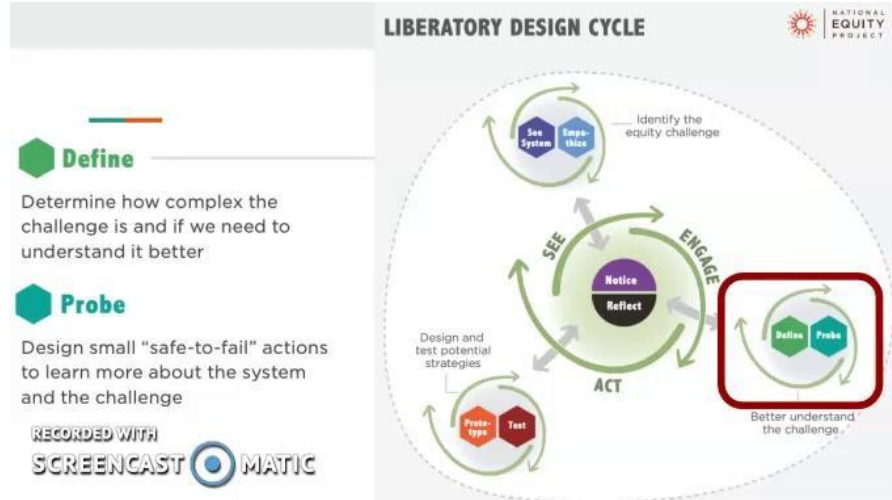 LIBERATORY DESIGN CYCLE
NATIONAL
EQUITY
PROJECT
Define
Determine how complex the
challenge is and if we need to
understand it better
Probe
Design small “safe-to-fail” actions
to learn more about the system
and the challenge
RECORDED WITH
SCREENCAST MATIC
See
System
Empa-
thize
Identify the
equity challenge
SEE
ENGAGE
ACT
Notice
Reflect
Define
Probe
Better understand
the challenge
Design and
test potential
strategies
Proto-
type
Test